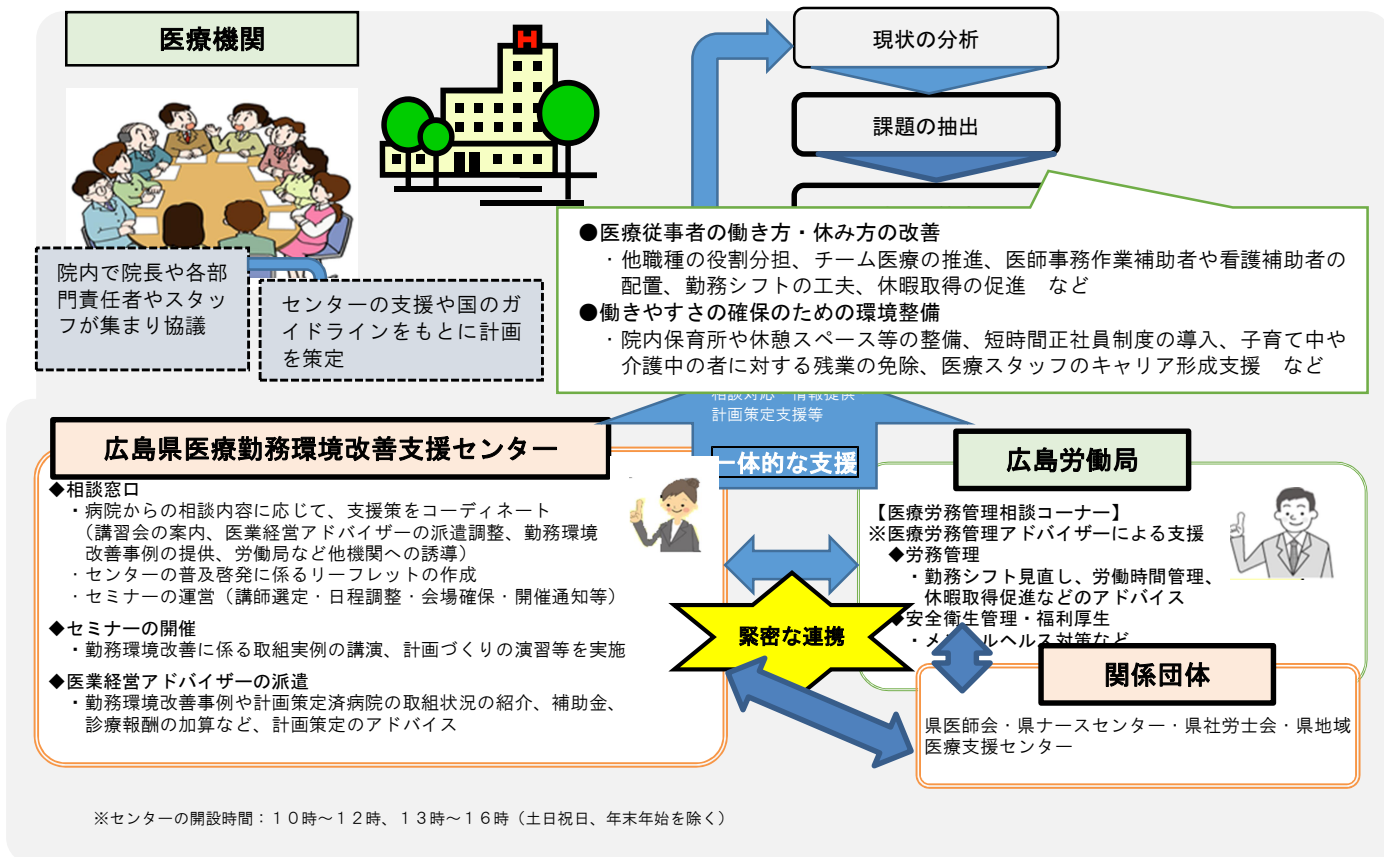 医療機関
H
現状の分析
課題の抽出
院内で院長や各部
門責任者やスタッ
フが集まり協議
センターの支援や国のガ
イドラインをもとに計画
を策定
●医療従事者の働き方・休み方の改善
・他職種の役割分担、チーム医療の推進、医師事務作業補助者や看護補助者の
配置、勤務シフトの工夫、休暇取得の促進　など
●働きやすさの確保のための環境整備
・院内保育所や休憩スペース等の整備、短時間正社員制度の導入、子育て中や
介護中の者に対する残業の免除、医療スタッフのキャリア形成支援　など
相談対応　情報提供
計画策定支援等
一体的な支援
広島県医療勤務環境改善支援センター
◆相談窓口
・病院からの相談内容に応じて、支援策をコーディネート
（講習会の案内、医業経営アドバイザーの派遣調整、勤務環境
改善事例の提供、労働局など他機関への誘導）
・センターの普及啓発に係るリーフレットの作成
・セミナーの運営（講師選定・日程調整・会場確保・開催通知等）
◆セミナーの開催
・勤務環境改善に係る取組実例の講演、計画づくりの演習等を実施
◆医業経営アドバイザーの派遣
・勤務環境改善事例や計画策定済病院の取組状況の紹介、補助金、
診療報酬の加算など、計画策定のアドバイス
緊密な連携
広島労働局
【医療労務管理相談コーナー】
※医療労務管理アドバイザーによる支援
◆労務管理
・勤務シフト見直し、労働時間管理、
休暇取得促進などのアドバイス
◆安全衛生管理・福利厚生
・メンタルヘルス対策など
関係団体
県医師会・県ナースセンター・県社労士会・県地域
医療支援センター
※センターの開設時間：１０時～１２時、１３時～１６時（土日祝日、年末年始を除く）